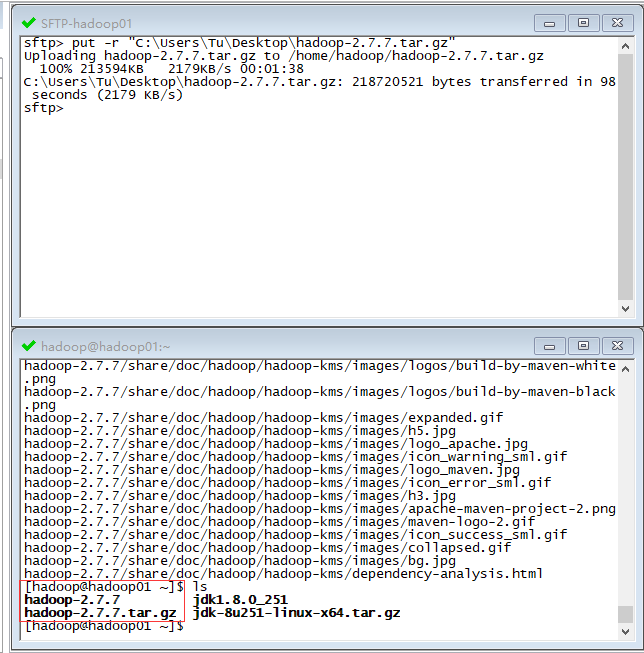 SFTP-hadoop01
sftp> put -r "C:\Users\Tu\Desktop\hadoop-2.7.7.tar.gz"
Uploading hadoop-2.7.7.tar.gz to /home/hadoop/hadoop-2.7.7.tar.gz
100% 213594KB 2179KB/s 00:01:38
C:\Users\Tu\Desktop\hadoop-2.7.7.tar.gz: 218720521 bytes transferred in 98
seconds (2179 KB/s)
sftp>
hadoop@hadoop01:~
hadoop-2.7.7/share/doc/hadoop/hadoop-kms/images/logos/build-by-maven-white
.png
hadoop-2.7.7/share/doc/hadoop/hadoop-kms/images/logos/build-by-maven-black
.png
hadoop-2.7.7/share/doc/hadoop/hadoop-kms/images/expanded.gif
hadoop-2.7.7/share/doc/hadoop/hadoop-kms/images/h5.jpg
hadoop-2.7.7/share/doc/hadoop/hadoop-kms/images/logo_apache.jpg
hadoop-2.7.7/share/doc/hadoop/hadoop-kms/images/icon_warning_sml.gif
hadoop-2.7.7/share/doc/hadoop/hadoop-kms/images/logo_maven.jpg
hadoop-2.7.7/share/doc/hadoop/hadoop-kms/images/icon_error_sml.gif
hadoop-2.7.7/share/doc/hadoop/hadoop-kms/images/h3.jpg
hadoop-2.7.7/share/doc/hadoop/hadoop-kms/images/apache-maven-project-2.png
hadoop-2.7.7/share/doc/hadoop/hadoop-kms/images/maven-logo-2.gif
hadoop-2.7.7/share/doc/hadoop/hadoop-kms/images/icon_success_sml.gif
hadoop-2.7.7/share/doc/hadoop/hadoop-kms/images/collapsed.gif
hadoop-2.7.7/share/doc/hadoop/hadoop-kms/images/bg.jpg
hadoop-2.7.7/share/doc/hadoop/hadoop-kms/dependency-analysis.html
[hadoop@hadoop01 ~]$ ls
hadoop-2.7.7 jdk1.8.0_251
hadoop-2.7.7.tar.gz jdk-8u251-linux-x64.tar.gz
[hadoop@hadoop01 ~]$